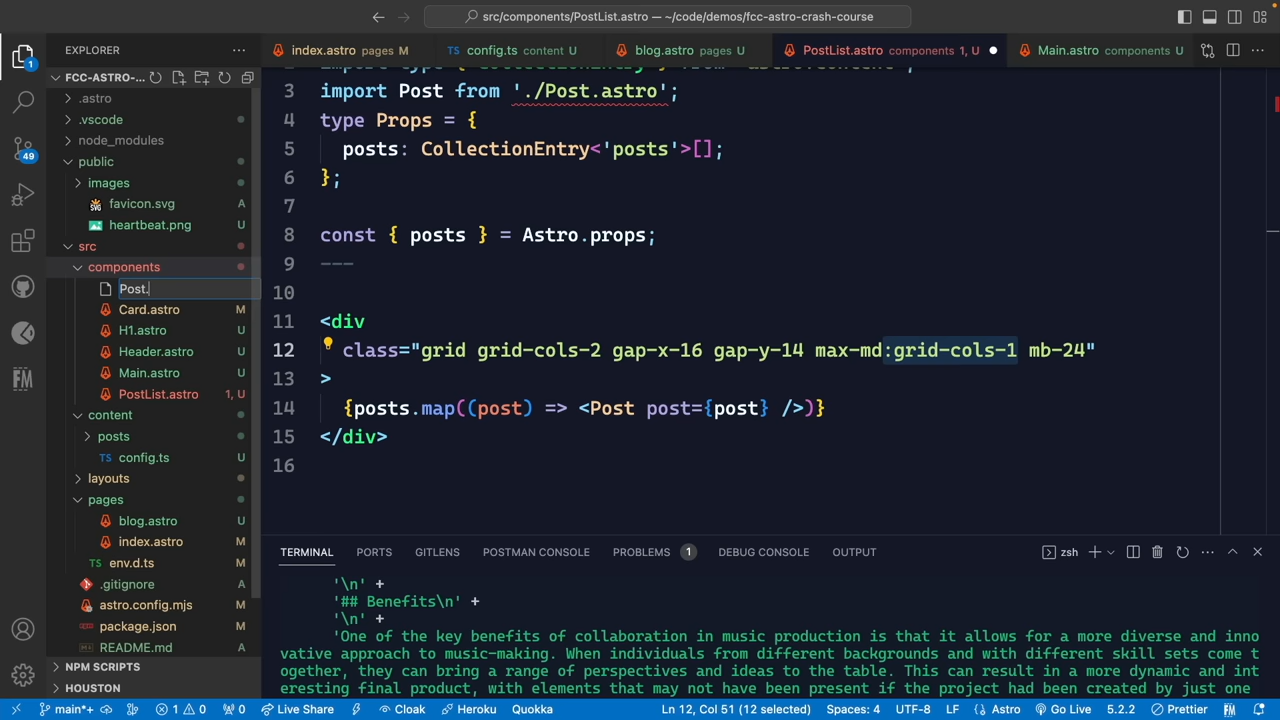 src/components/PostList.astro — ~/code/demos/fcc-astro-crash-course
EXPLORER
index.astro pages M
config.ts content U
blog.astro pages U
PostList.astro components 1, U
Main.astro components U
FCC-ASTRO-...
.astro
.vscode
node_modules
public
images
favicon.svg A
heartbeat.png U
src
components
Post.
Card.astro M
H1.astro U
Header.astro U
Main.astro U
PostList.astro 1, U
content
posts
config.ts U
layouts
pages
blog.astro U
index.astro M
env.d.ts M
.gitignore A
astro.config.mjs M
package.json M
README.md M
NPM SCRIPTS
HOUSTON
1
49
3 import Post from './Post.astro';
4 type Props = {
5 posts: CollectionEntry<'posts'>[];
6 };
7
8 const { posts } = Astro.props;
9 ---
10
11 <div
12 class="grid grid-cols-2 gap-x-16 gap-y-14 max-md:grid-cols-1 mb-24"
13 >
14 {posts.map((post) => <Post post={post} />)}
15 </div>
16
TERMINAL PORTS GITLENS POSTMAN CONSOLE PROBLEMS 1 DEBUG CONSOLE OUTPUT
zsh
'\n' +
'## Benefits\n' +
'\n' +
'One of the key benefits of collaboration in music production is that it allows for a more diverse and inno
vative approach to music-making. When individuals from different backgrounds and with different skill sets come t
ogether, they can bring a range of perspectives and ideas to the table. This can result in a more dynamic and int
eresting final product, with elements that may not have been present if the project had been created by just one
main*+ 1 0 0 Live Share Cloak Heroku Quokka Ln 12, Col 51 (12 selected) Spaces: 4 UTF-8 LF Astro Go Live 5.2.2 Prettier FM